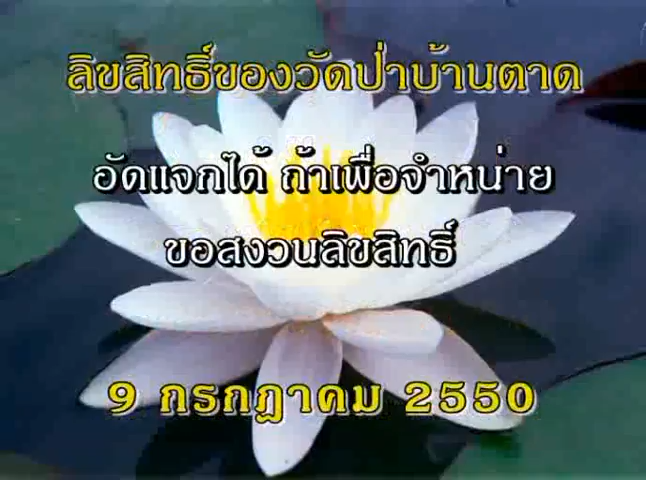 ลิขสิทธิ์ของวัดป่าบ้านตาด
อัดแจกได้ ถ้าเพื่อจำหน่าย
ขอสงวนลิขสิทธิ์
9 กรกฎาคม 2550